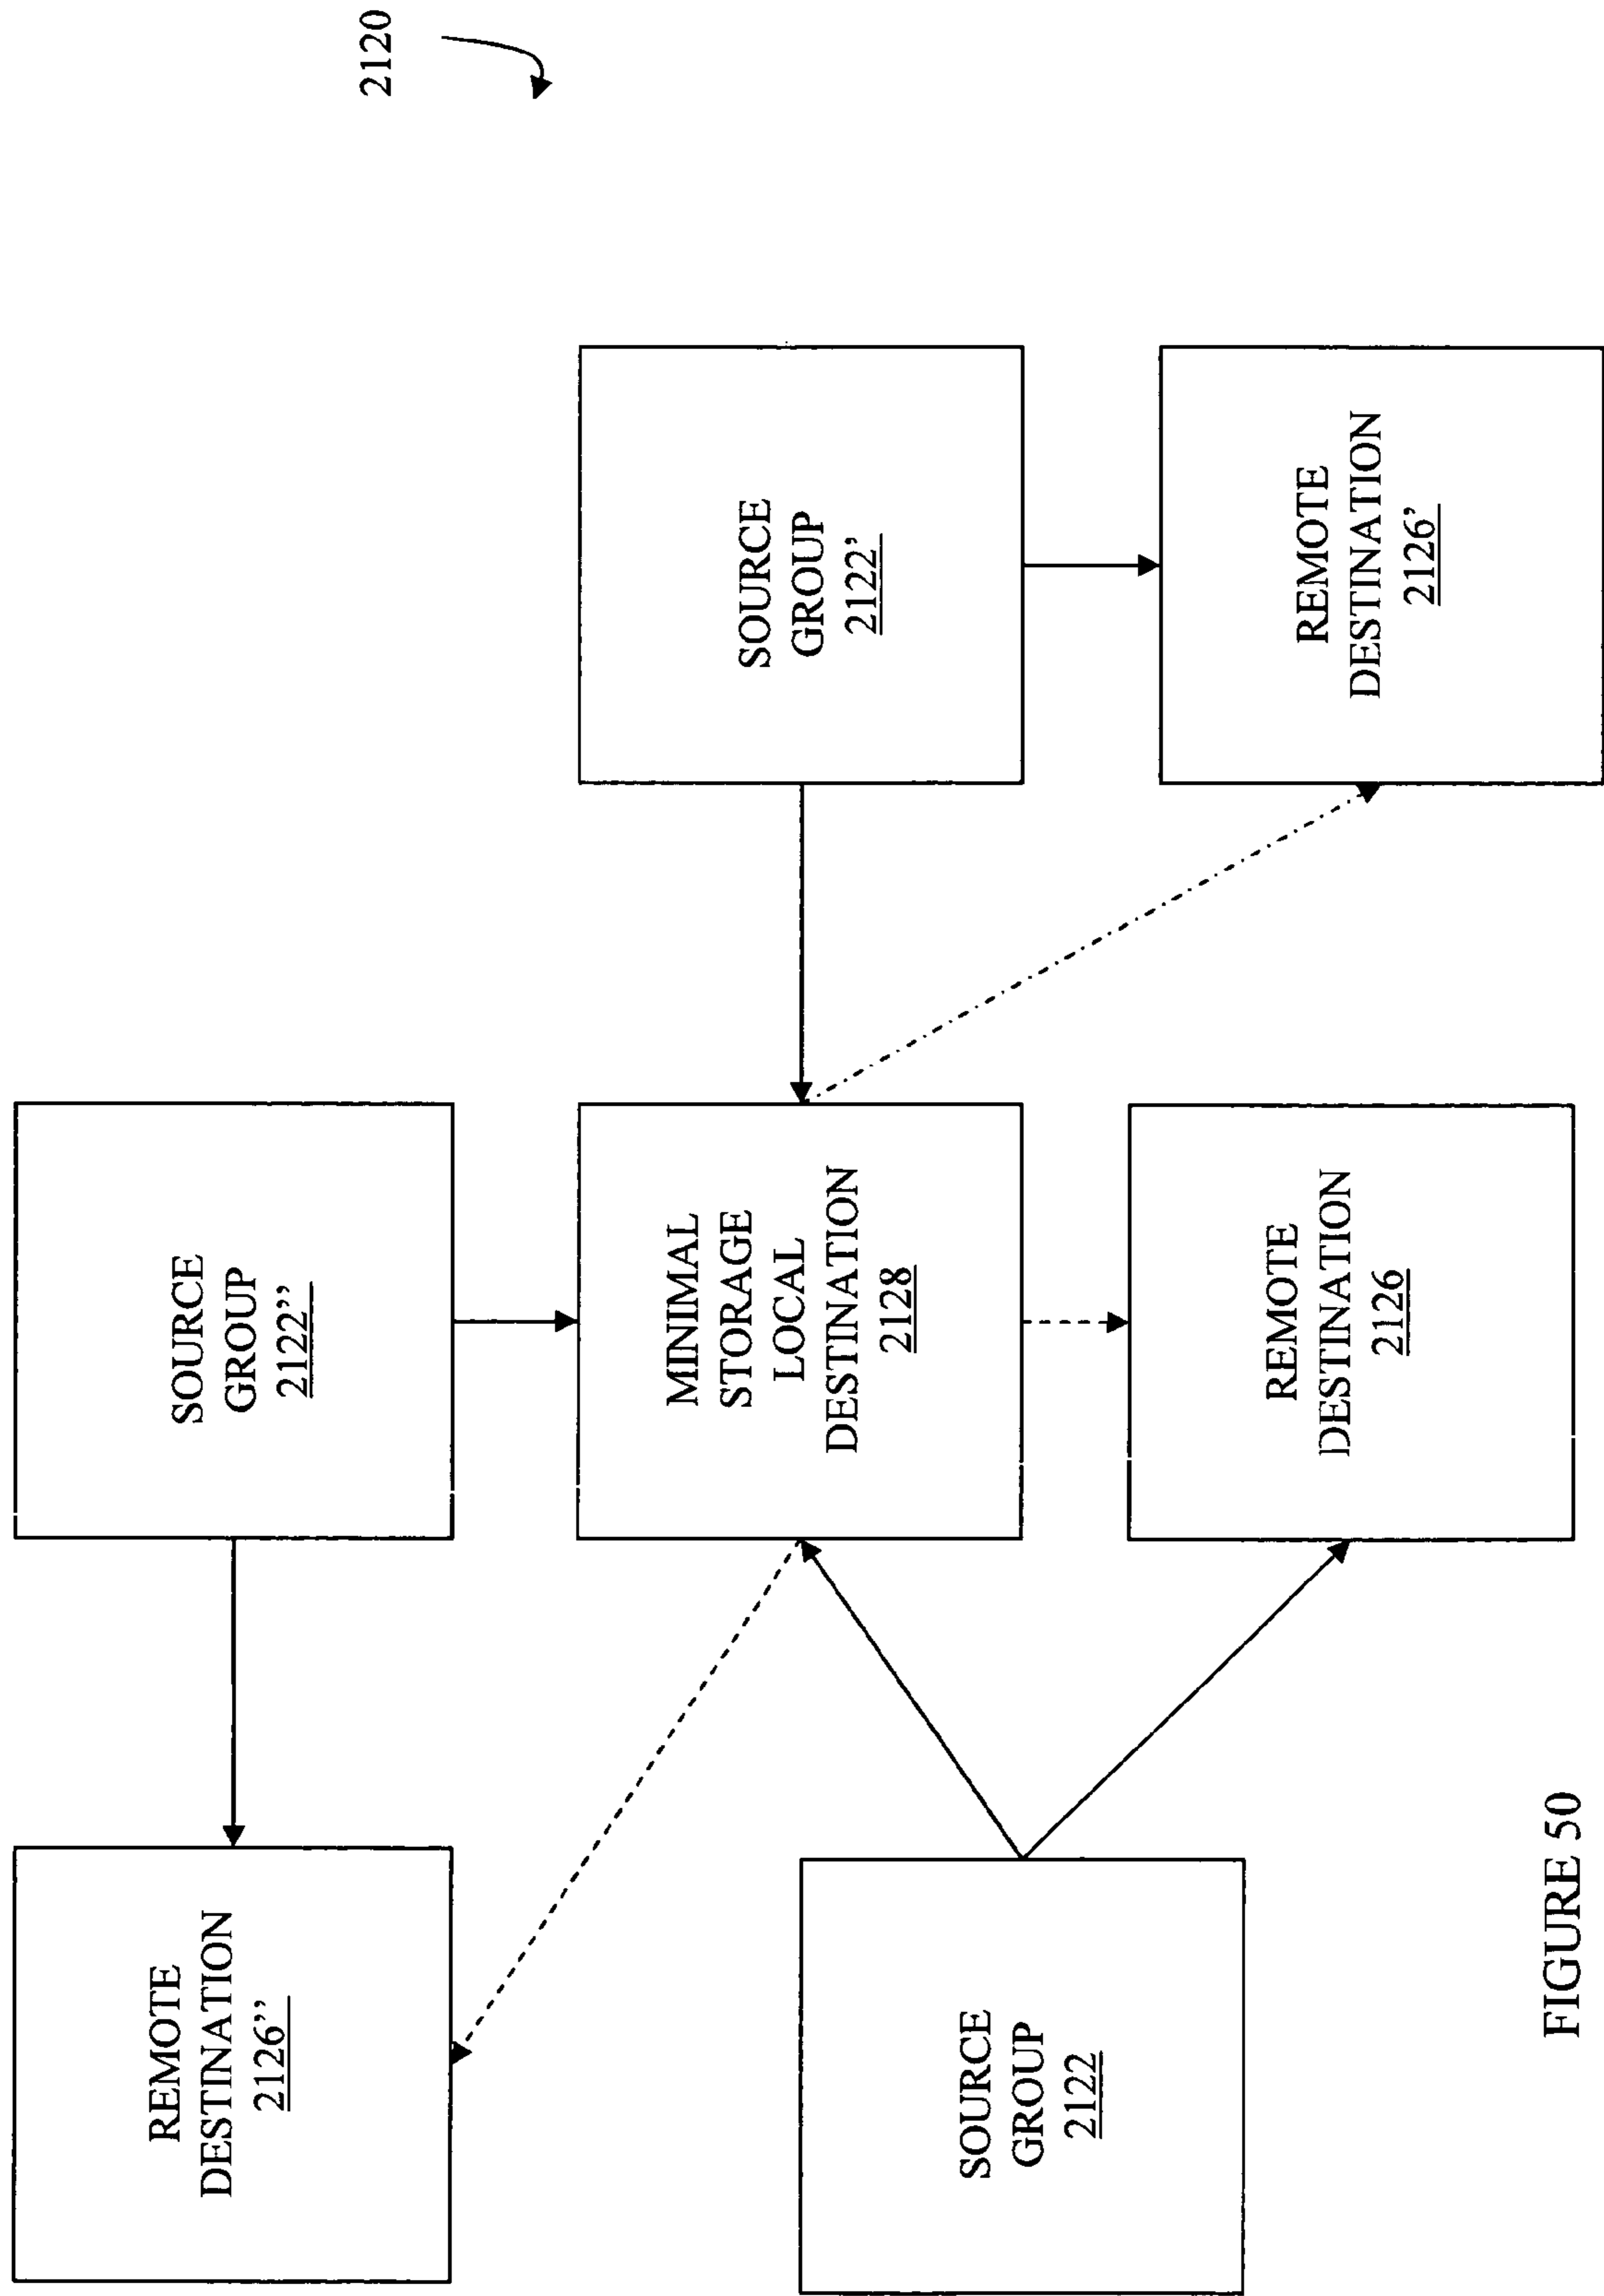 REMOTE
DESTINATION
2126’’
SOURCE
GROUP
2122’’
2120
MINIMAL
STORAGE
LOCAL
DESTINATION
2128
SOURCE
GROUP
2122’
SOURCE
GROUP
2122
REMOTE
DESTINATION
2126
REMOTE
DESTINATION
2126’
FIGURE 50